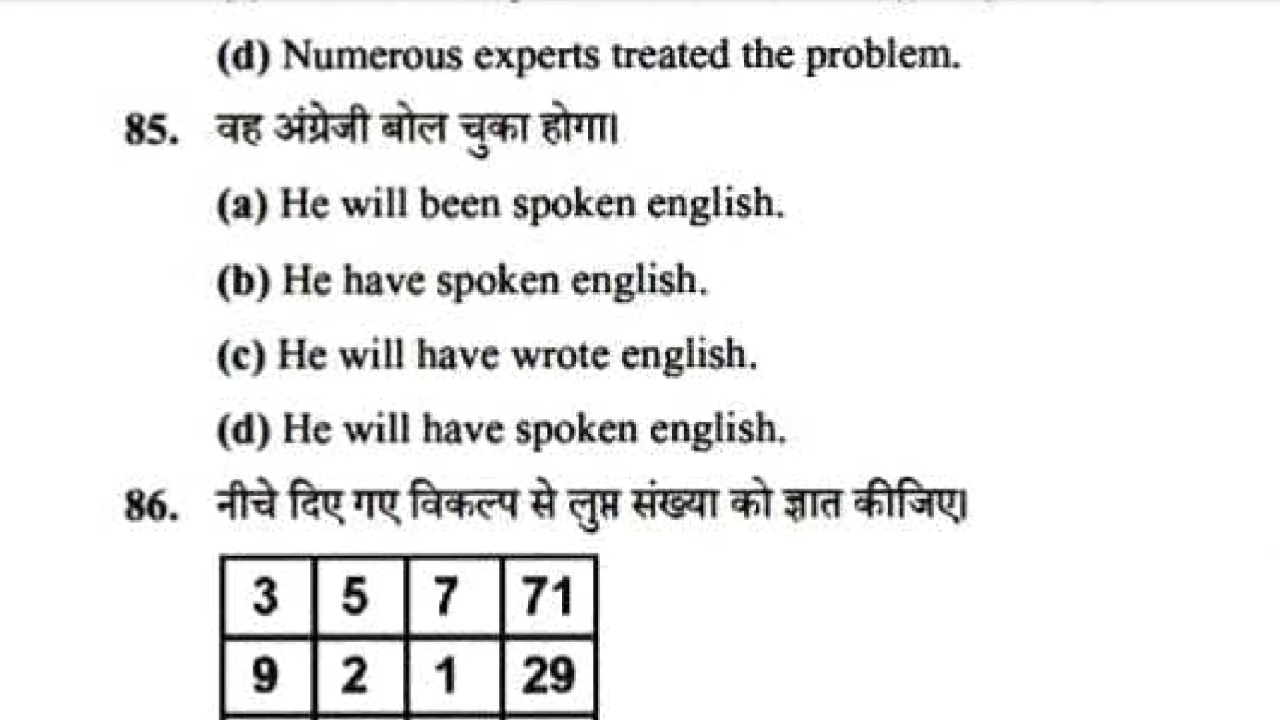 (d) Numerous experts treated the problem.
85. वह अंग्रेजी बोल चुका होगा।
(a) He will been spoken english.
(b) He have spoken english.
(c) He will have wrote english.
(d) He will have spoken english.
86. नीचे दिए गए विकल्प से लुप्त संख्या को ज्ञात कीजिए।
3 5 7 71
9 2 1 29